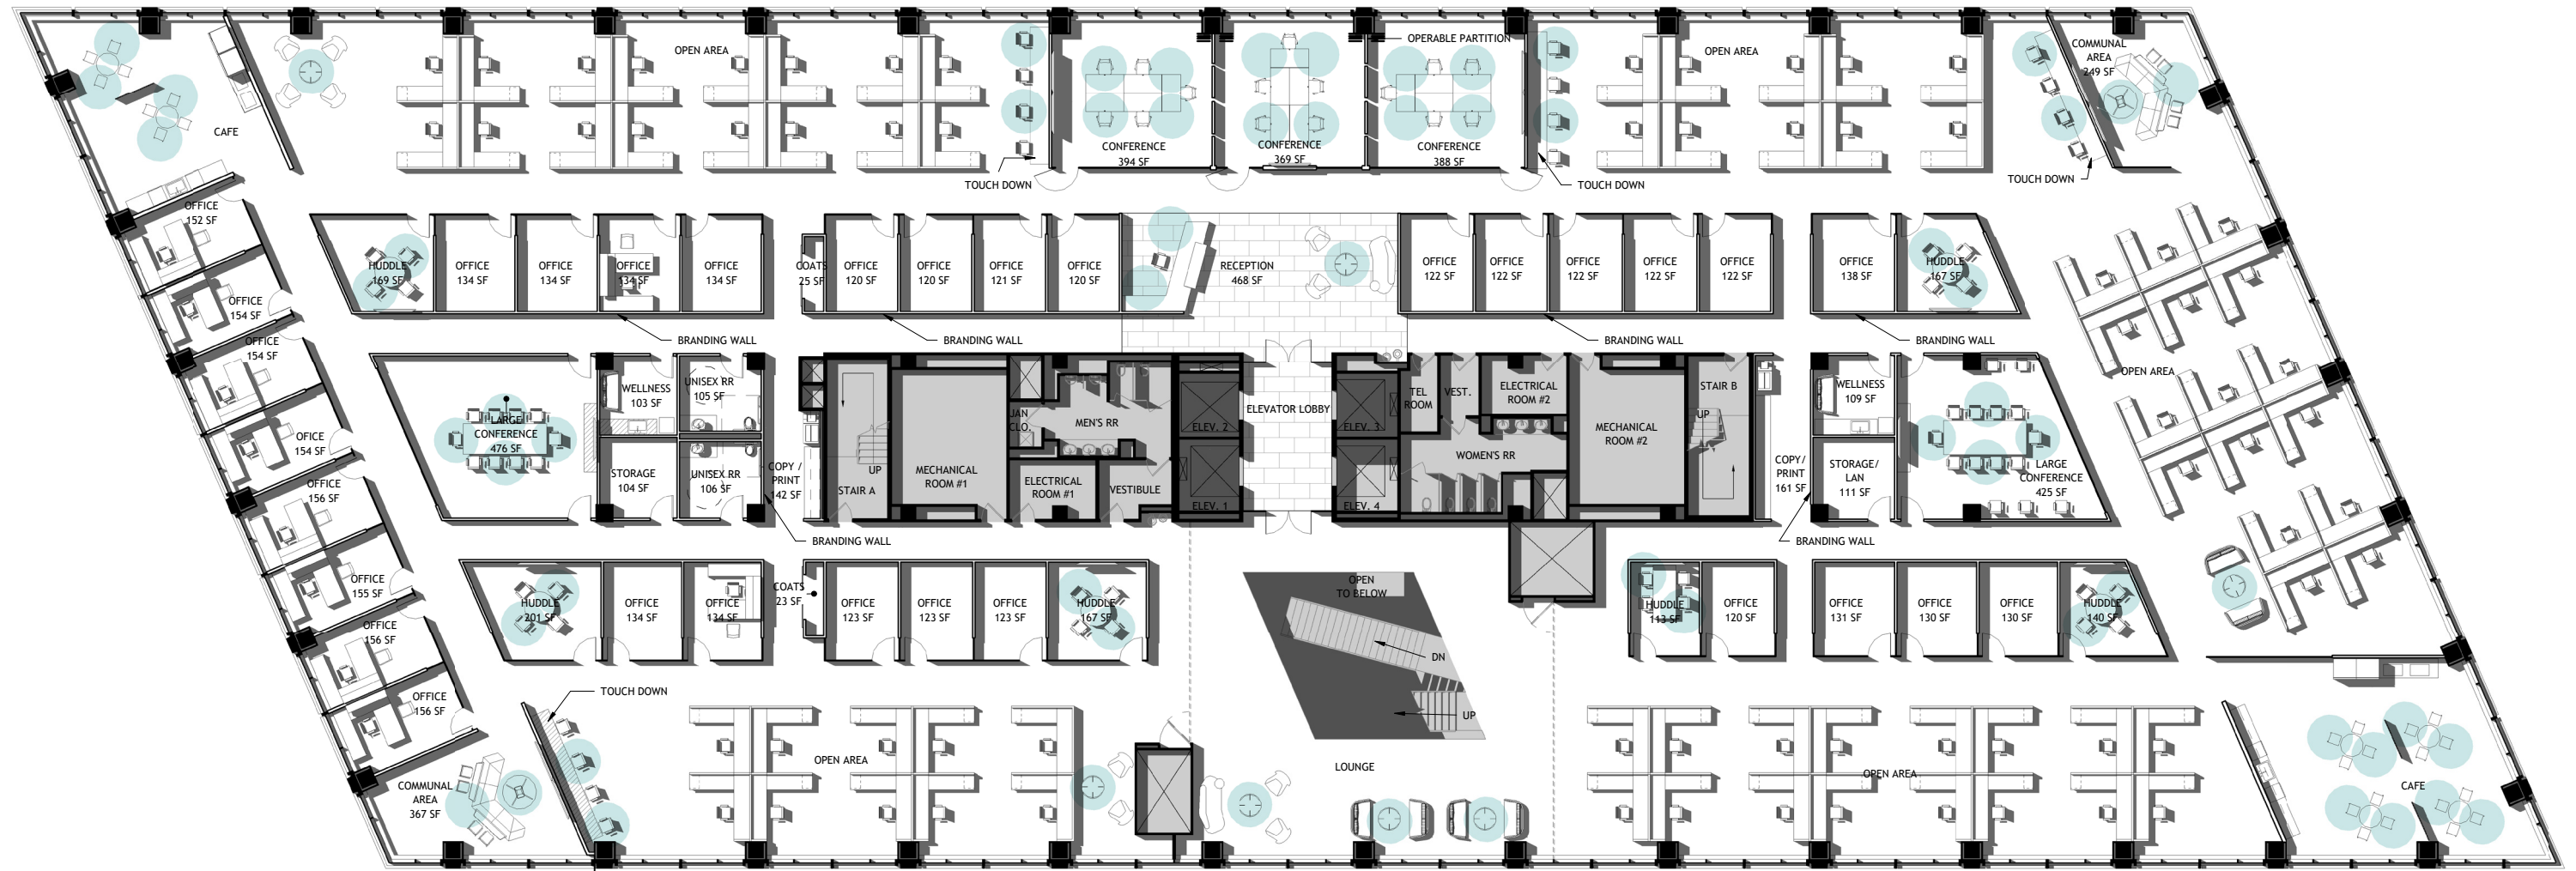 OPEN AREA
OPERABLE PARTITION
OPEN AREA
COMMUNAL
AREA
249 SF
CAFE
CONFERENCE
394 SF
CONFERENCE
369 SF
CONFERENCE
388 SF
TOUCH DOWN
TOUCH DOWN
TOUCH DOWN
OFFICE
152 SF
OFFICE
154 SF
OFFICE
154 SF
OFICE
154 SF
OFFICE
156 SF
OFFICE
155 SF
OFFICE
156 SF
OFFICE
156 SF
HUDDLE
169 SF
OFFICE
134 SF
OFFICE
134 SF
OFFICE
134 SF
OFFICE
134 SF
COATS
25 SF
OFFICE
120 SF
OFFICE
120 SF
OFFICE
121 SF
OFFICE
120 SF
RECEPTION
468 SF
OFFICE
122 SF
OFFICE
122 SF
OFFICE
122 SF
OFFICE
122 SF
OFFICE
122 SF
OFFICE
138 SF
HUDDLE
167 SF
BRANDING WALL
BRANDING WALL
BRANDING WALL
BRANDING WALL
OPEN AREA
LARGE
CONFERENCE
476 SF
WELLNESS
103 SF
UNISEX RR
105 SF
STORAGE
104 SF
UNISEX RR
106 SF
COPY /
PRINT
142 SF
BRANDING WALL
UP
STAIR A
MECHANICAL
ROOM #1
JAN
CLO.
MEN'S RR
ELECTRICAL
ROOM #1
VESTIBULE
ELEV. 2
ELEV. 1
ELEVATOR LOBBY
ELEV. 3
ELEV. 4
TEL
ROOM
VEST.
ELECTRICAL
ROOM #2
WOMEN'S RR
MECHANICAL
ROOM #2
STAIR B
UP
COPY/
PRINT
161 SF
BRANDING WALL
WELLNESS
109 SF
STORAGE/
LAN
111 SF
LARGE
CONFERENCE
425 SF
HUDDLE
201 SF
OFFICE
134 SF
OFFICE
134 SF
COATS
23 SF
OFFICE
123 SF
OFFICE
123 SF
OFFICE
123 SF
HUDDLE
167 SF
OPEN
TO BELOW
DN
UP
HUDDLE
113 SF
OFFICE
120 SF
OFFICE
131 SF
OFFICE
130 SF
OFFICE
130 SF
HUDDLE
140 SF
TOUCH DOWN
COMMUNAL
AREA
367 SF
OPEN AREA
LOUNGE
OPEN AREA
CAFE